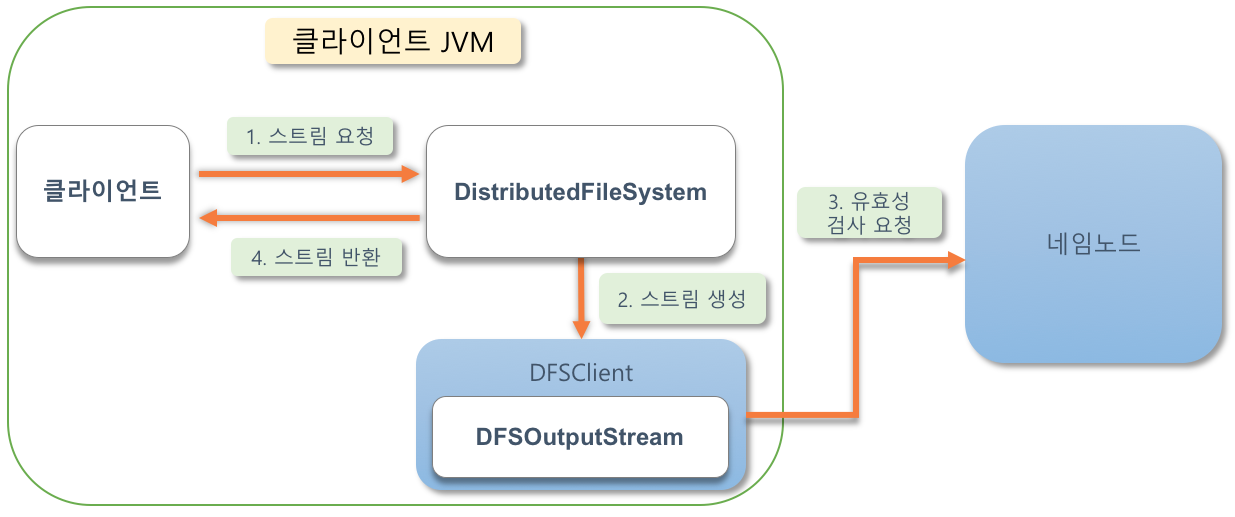 클라이언트 JVM
1. 스트림 요청
클라이언트
DistributedFileSystem
4. 스트림 반환
2. 스트림 생성
DFSClient
DFSOutputStream
3. 유효성
검사 요청
네임노드